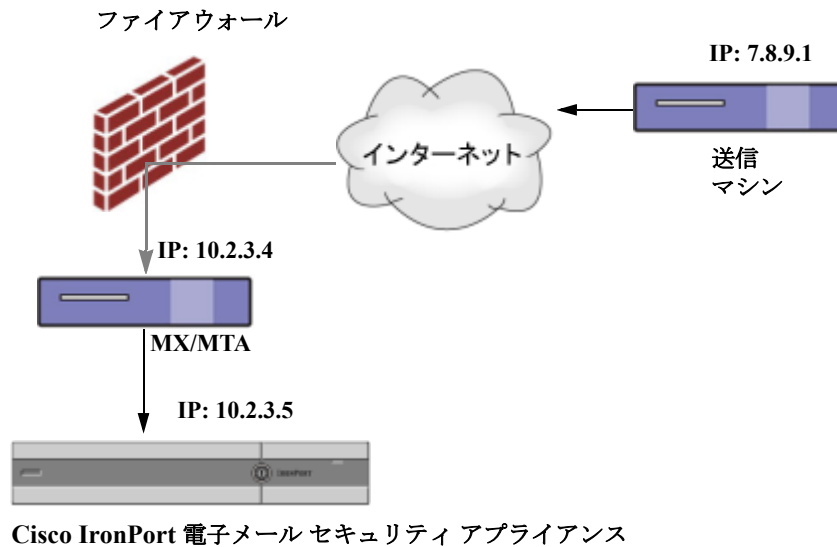 ファイアウォール
IP: 7.8.9.1
インターネット
送信
マシン
IP: 10.2.3.4
MX/MTA
IP: 10.2.3.5
IRONPORT
Cisco IronPort 電子メール セキュリティ アプライアンス